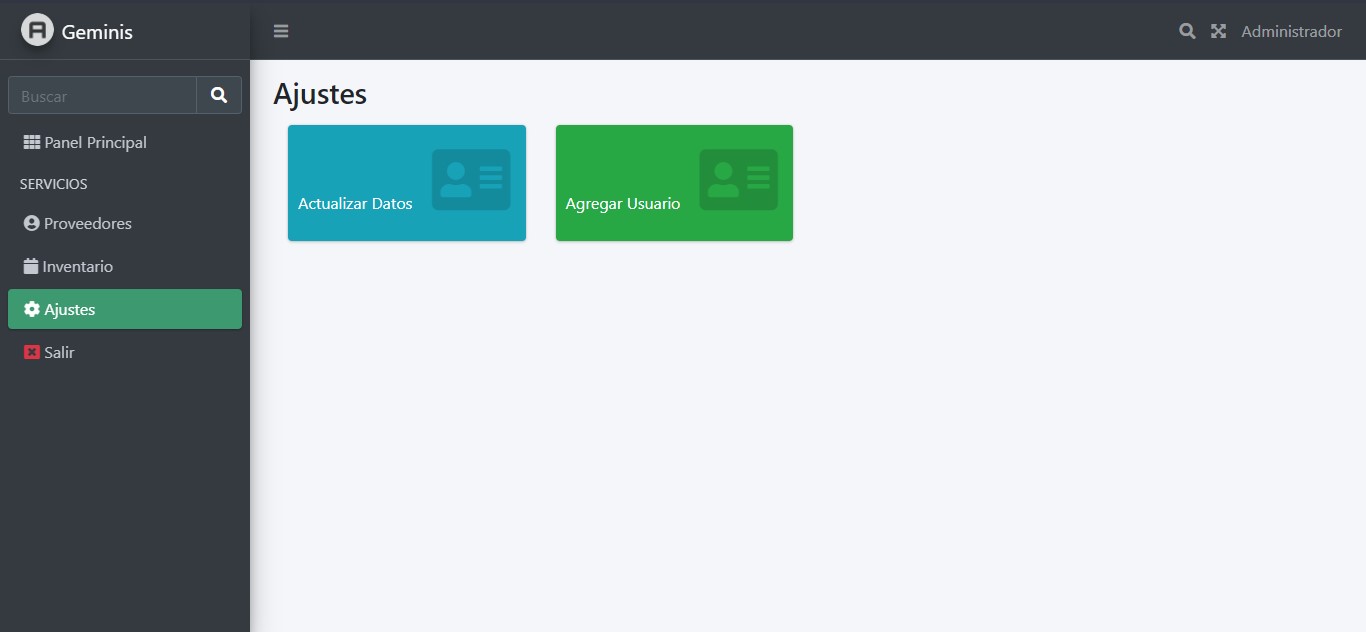 Geminis
Administrador
Buscar
Panel Principal
SERVICIOS
Proveedores
Inventario
Ajustes
Salir
Ajustes
Actualizar Datos
Agregar Usuario